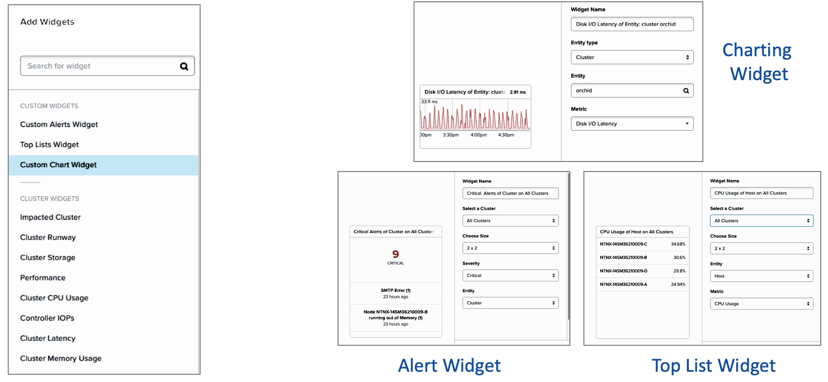 Add Widgets
Search for widget
CUSTOM WIDGETS
Custom Alerts Widget
Top Lists Widget
Custom Chart Widget
CLUSTER WIDGETS
Impacted Cluster
Cluster Runway
Cluster Storage
Performance
Cluster CPU Usage
Controller IOPs
Cluster Latency
Cluster Memory Usage
Disk I/O Latency of Entity: cluste 2.91 ms
33.11 ms
00pm 3:30pm 4:00pm 4:30pm
Widget Name
Disk I/O Latency of Entity: cluster orchid
Entity type
Cluster
Entity
orchid
Metric
Disk I/O Latency
Charting
Widget
Critical Alerts of Cluster on All Cluster
9
CRITICAL
SMTP Error (1)
23 hours ago
Node NTNX-14SM36210009-B
running out of Memory (1)
23 hours ago
Widget Name
Critical Alerts of Cluster on All Clusters
Select a Cluster
All Clusters
Choose Size
2 x 2
Severity
Critical
Entity
Cluster
Alert Widget
CPU Usage of Host on All Clusters
NTNX-14SM36210009-C 34.68%
NTNX-14SM36210009-B 30.6%
NTNX-14SM36210009-D 29.8%
NTNX-14SM36210009-A 24.94%
Widget Name
CPU Usage of Host on All Clusters
Select a Cluster
All Clusters
Choose Size
2 x 2
Entity
Host
Metric
CPU Usage
Top List Widget